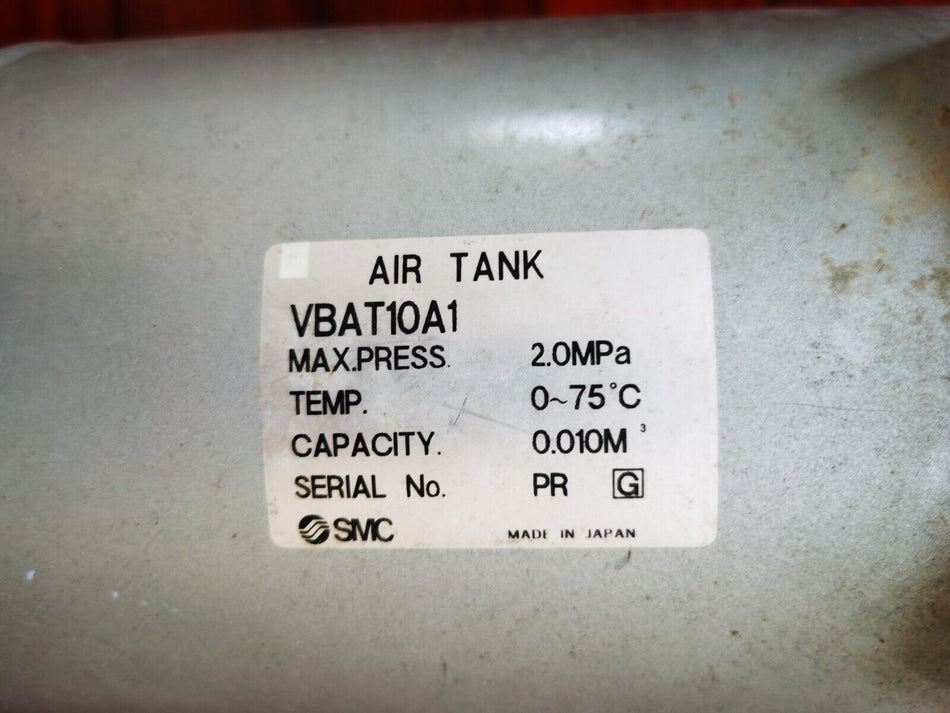 AIR TANK
VBAT10A1
MAX.PRESS. 2.0MPa
TEMP. 0~75°C
CAPACITY. 0.010M³
SERIAL No. PR G
SMC MADE IN JAPAN